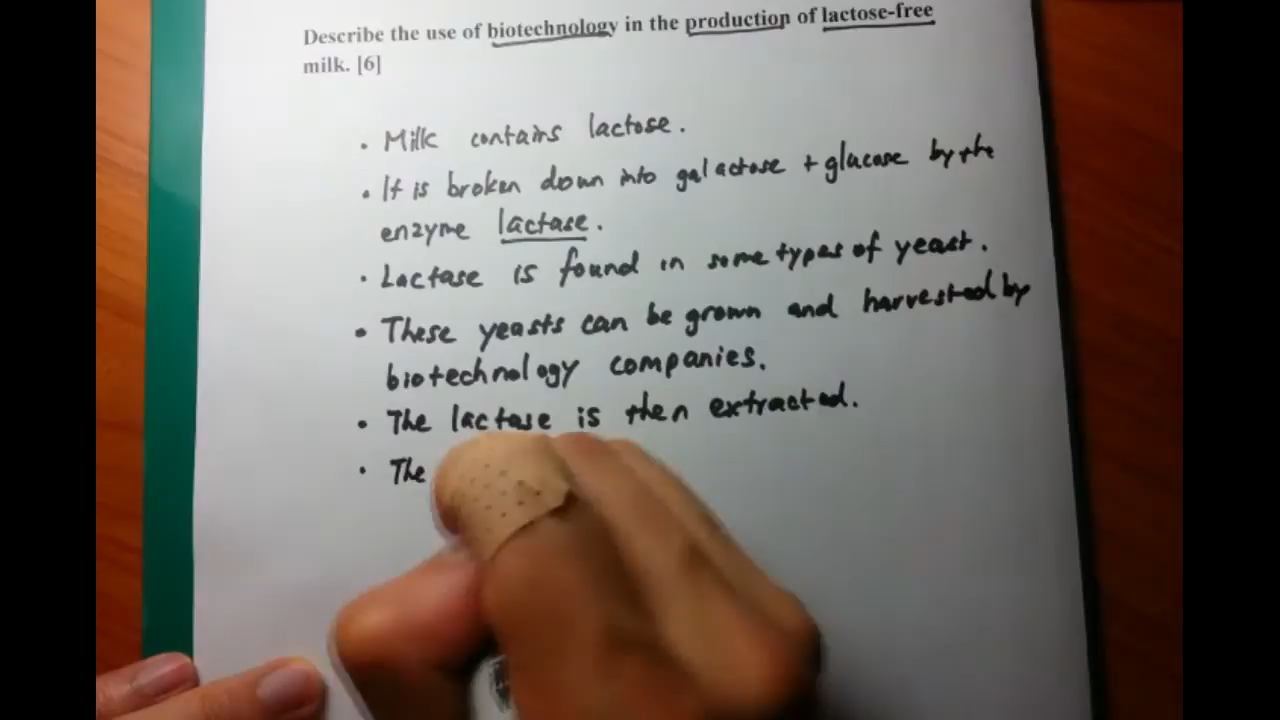 Describe the use of biotechnology in the production of lactose-free
milk. [6]
• Milk contains lactose.
• It is broken down into galactose + glucose by the
enzyme lactase.
• Lactase is found in some types of yeast.
• These yeasts can be grown and harvested by
biotechnology companies.
• The lactase is then extracted.
• The